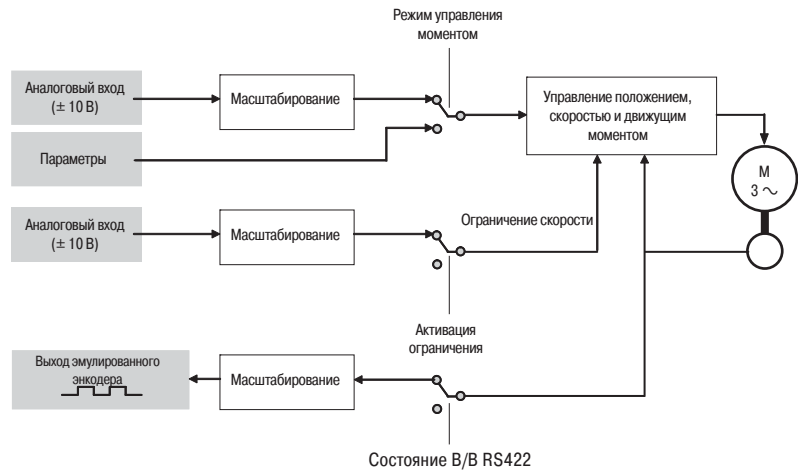 Режим управления
моментом
Аналоговый вход
(± 10 В)
Масштабирование
Управление положением,
скоростью и движущим
моментом
Параметры
М
3 ~
Аналоговый вход
(± 10 В)
Масштабирование
Ограничение скорости
Активация
ограничения
Выход эмулированного
энкодера
Масштабирование
Состояние В/В RS422